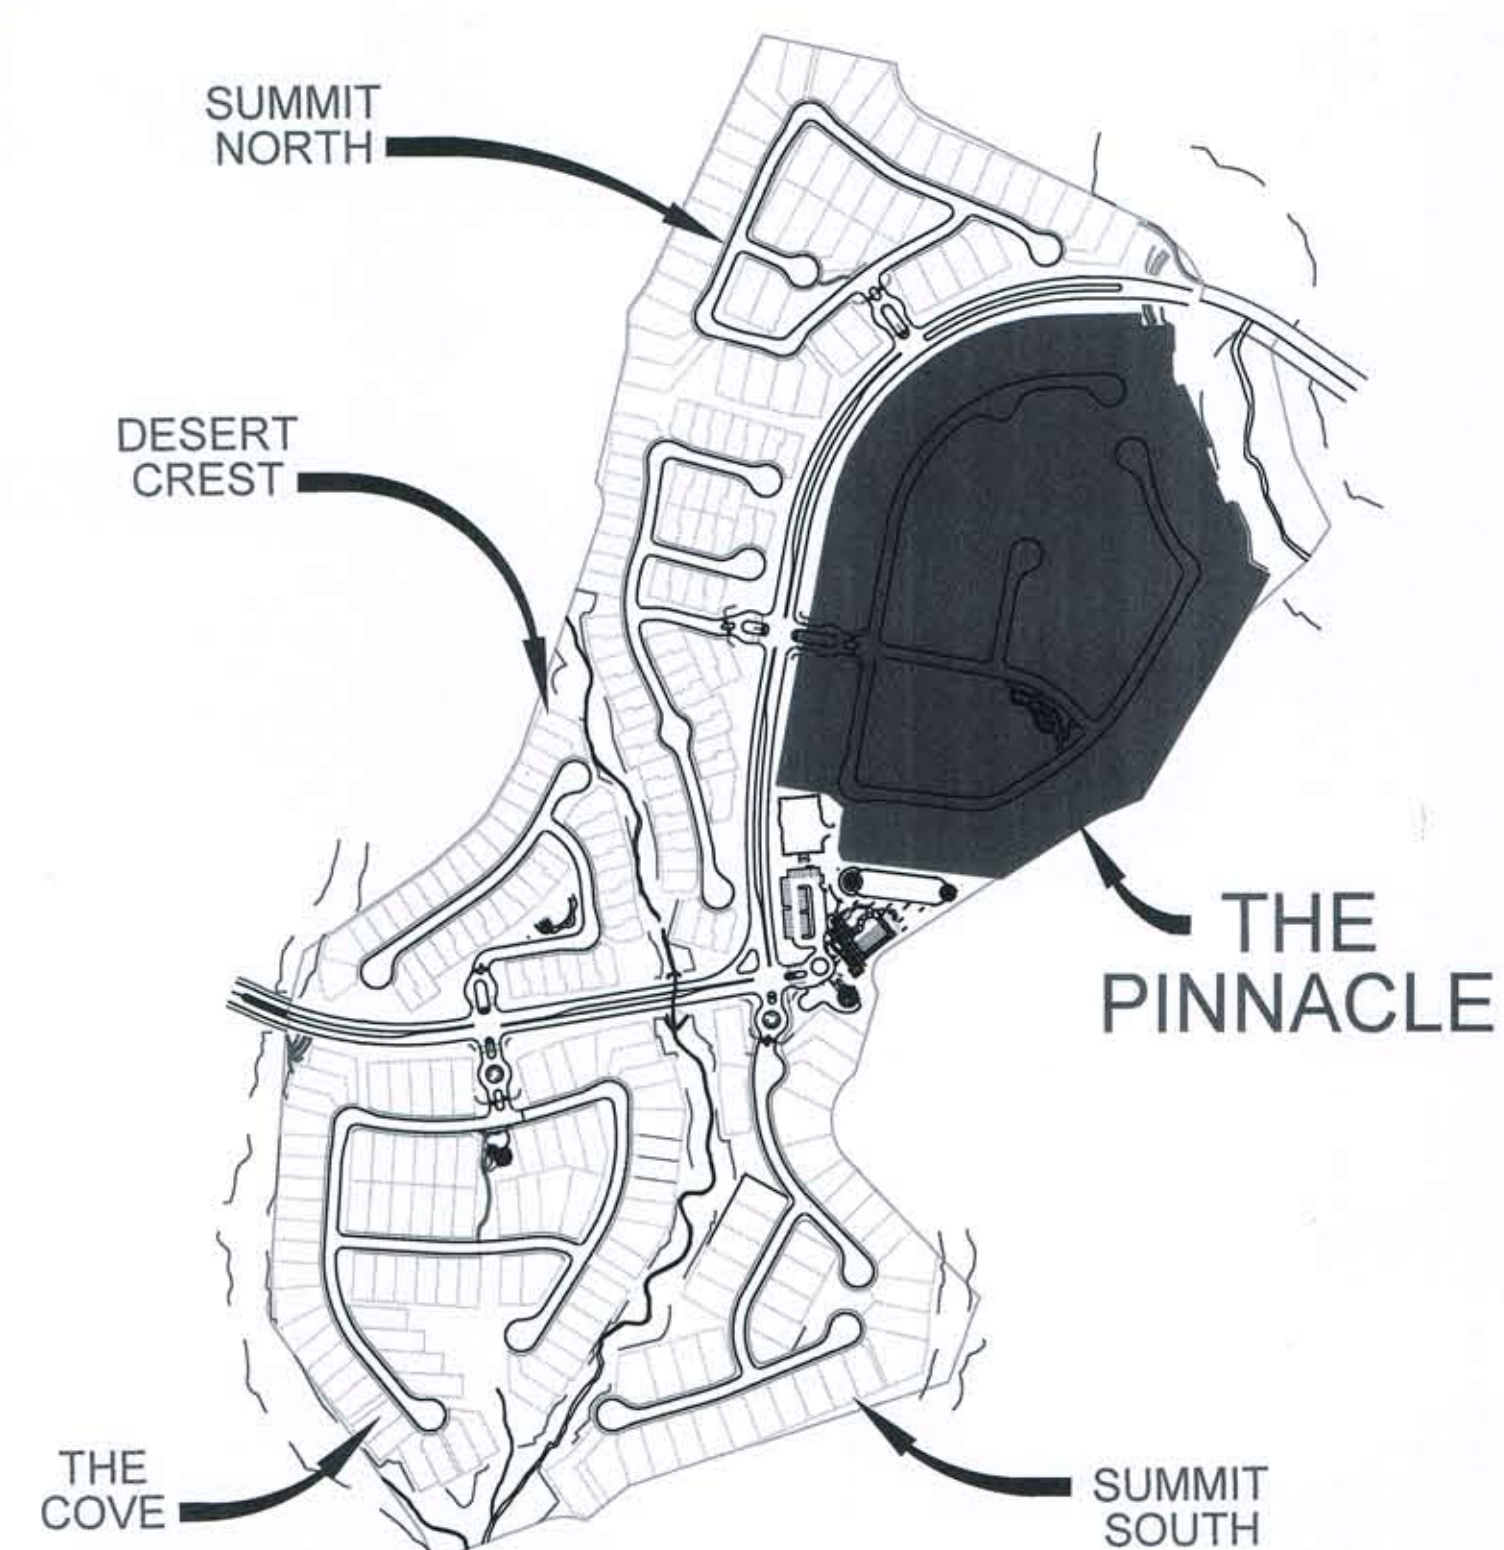 SUMMIT
NORTH
DESERT
CREST
THE
PINNACLE
THE
COVE
SUMMIT
SOUTH